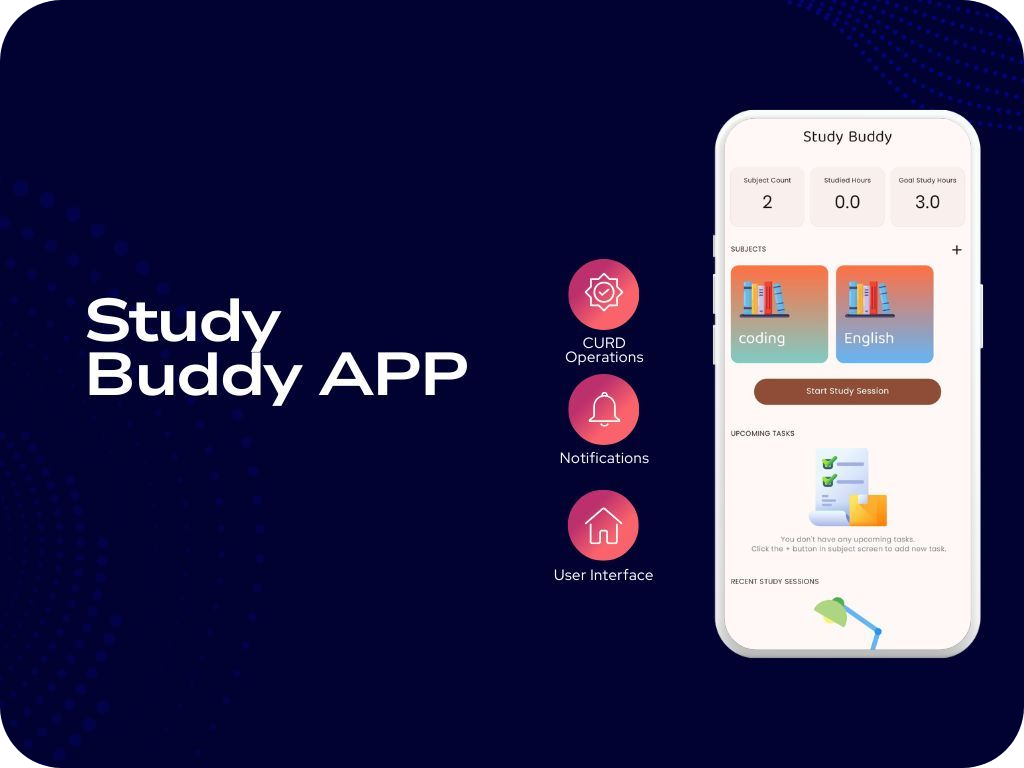 Study
Buddy APP
CURD
Operations
Notifications
User Interface
Study Buddy
Subject Count
2
Studied Hours
0.0
Goal Study Hours
3.0
SUBJECTS
+
coding
English
Start Study Session
UPCOMING TASKS
You don't have any upcoming tasks.
Click the + button in subject screen to add new task.
RECENT STUDY SESSIONS